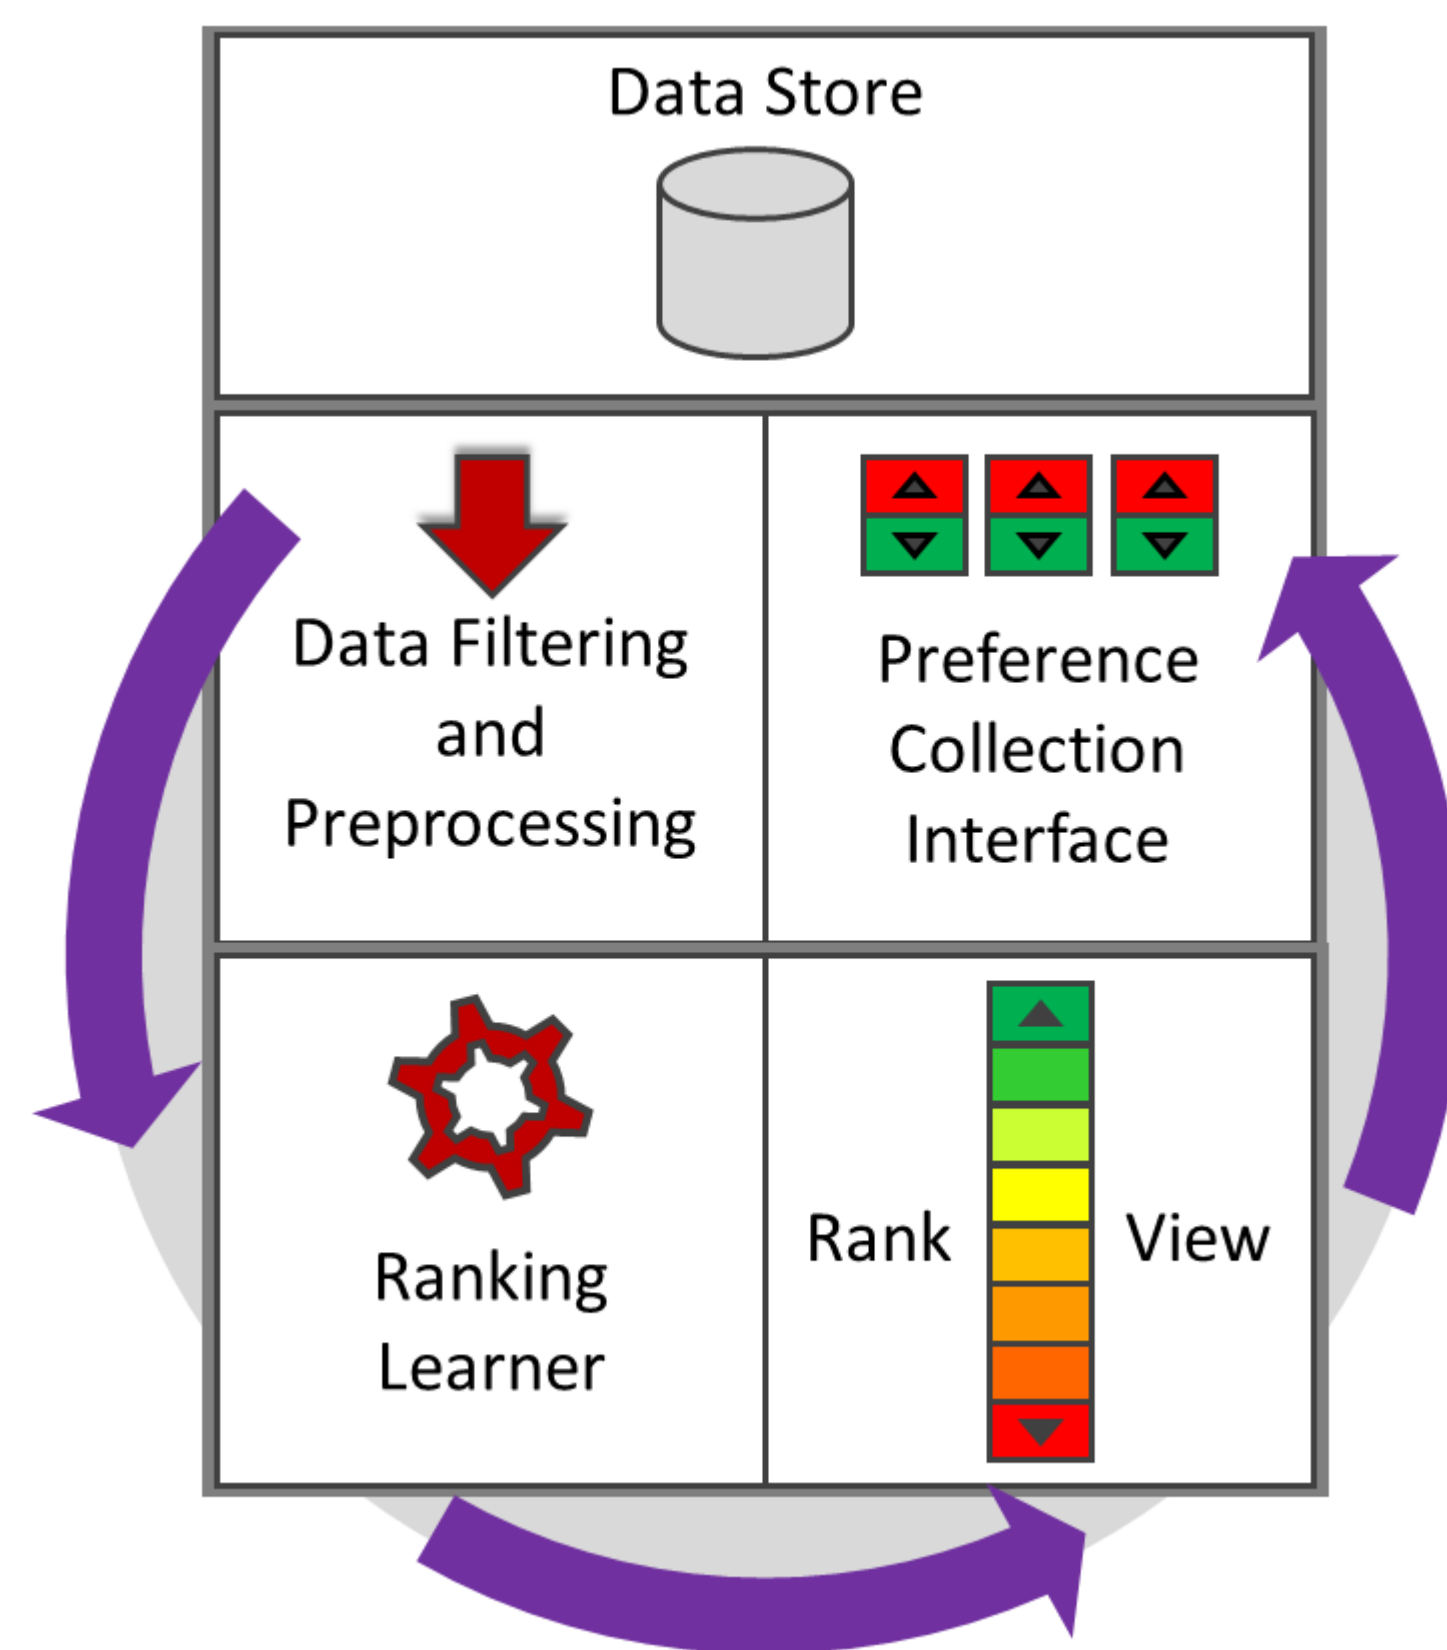 Data Store
Data Filtering
and
Preprocessing
Preference
Collection
Interface
Ranking
Learner
Rank View